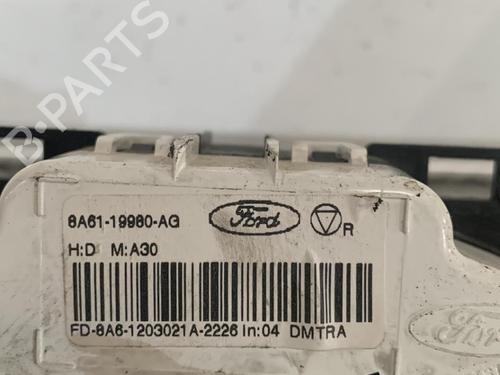 B-PARTS
8A61-19980-AG
Ford
R
H:D M:A30
FD-8A6-1203021A-2226 In:04 DMTRA
Ford